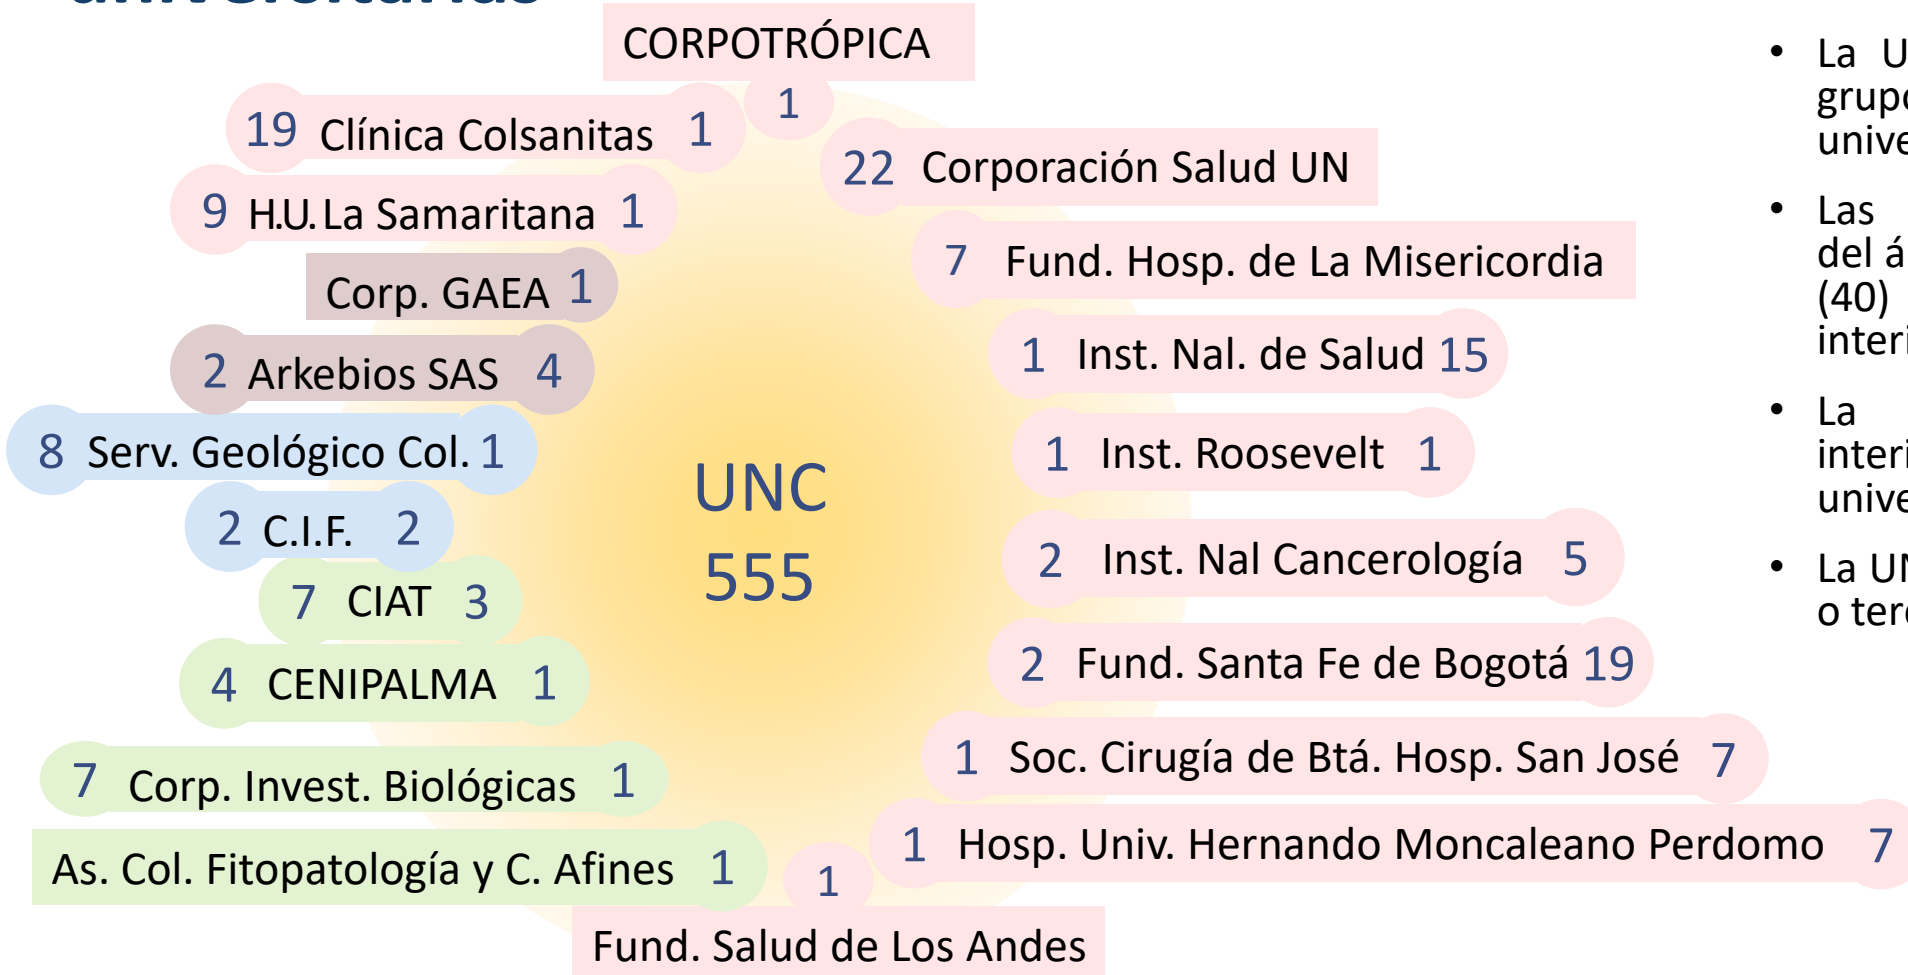 CORPOTRÓPICA
1
19 Clínica Colsanitas 1
22 Corporación Salud UN
9 H.U. La Samaritana 1
7 Fund. Hosp. de La Misericordia
Corp. GAEA 1
1 Inst. Nal. de Salud 15
2 Arkebios SAS 4
8 Serv. Geológico Col. 1
1 Inst. Roosevelt 1
2 C.I.F. 2
2 Inst. Nal Cancerología 5
7 CIAT 3
4 CENIPALMA 1
2 Fund. Santa Fe de Bogotá 19
7 Corp. Invest. Biológicas 1
1 Soc. Cirugía de Btá. Hosp. San José 7
As. Col. Fitopatología y C. Afines 1
1 Hosp. Univ. Hernando Moncaleano Perdomo 7
1
Fund. Salud de Los Andes
UNC
555
• La
• Las
del
(40)
• La
• La
o